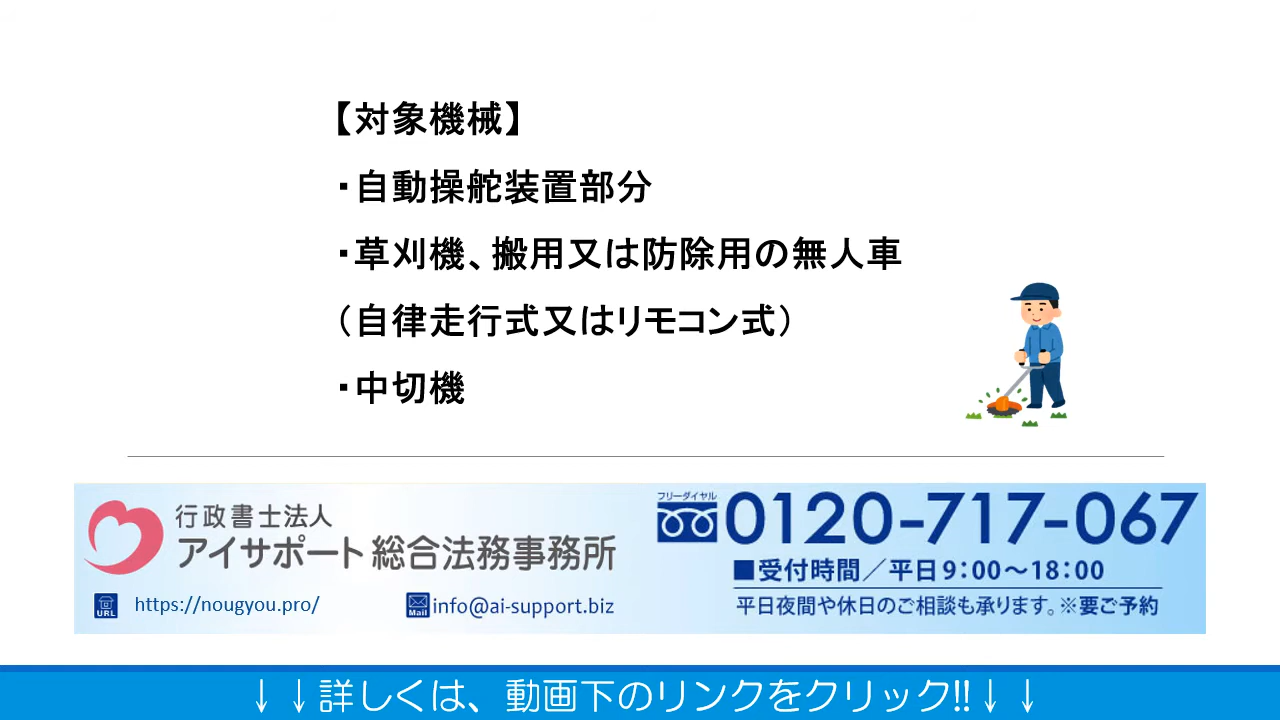 【対象機械】
・自動操舵装置部分
・草刈機、搬用又は防除用の無人車
（自律走行式又はリモコン式）
・中切機
行政書士法人
アイサポート 総合法務事務所
URL https://nougyou.pro/
Mail info@ai-support.biz
フリーダイヤル
0120-717-067
■受付時間／平日9：00～18：00
平日夜間や休日のご相談も承ります。※要ご予約
↓↓詳しくは、動画下のリンクをクリック!!↓↓